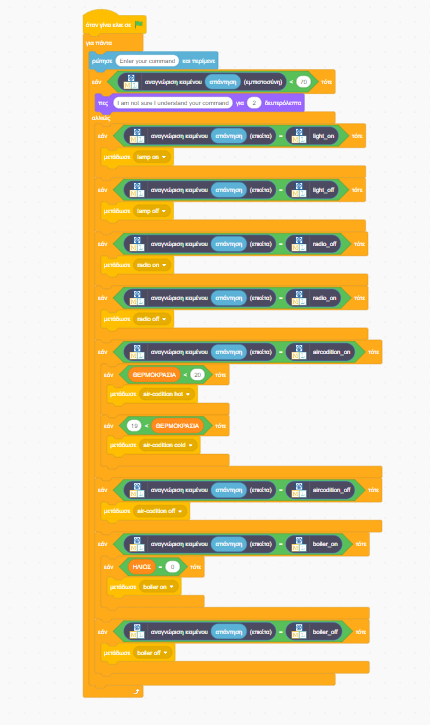 όταν γίνει κλικ σε
για πάντα
ρώτησε Enter your command και περίμενε
εάν αναγνώριση κειμένου απάντηση (εμπιστοσύνη) < 70 τότε
πες I am not sure I understand your command για 2 δευτερόλεπτα
αλλιώς
εάν αναγνώριση κειμένου απάντηση (ετικέτα) = light_on τότε
μετάδωσε lamp on
εάν αναγνώριση κειμένου απάντηση (ετικέτα) = light_off τότε
μετάδωσε lamp off
εάν αναγνώριση κειμένου απάντηση (ετικέτα) = radio_off τότε
μετάδωσε radio on
εάν αναγνώριση κειμένου απάντηση (ετικέτα) = radio_on τότε
μετάδωσε radio off
εάν αναγνώριση κειμένου απάντηση (ετικέτα) = aircodition_on τότε
εάν ΘΕΡΜΟΚΡΑΣΙΑ < 20 τότε
μετάδωσε air-codition hot
εάν 19 < ΘΕΡΜΟΚΡΑΣΙΑ τότε
μετάδωσε air-codition cold
εάν αναγνώριση κειμένου απάντηση (ετικέτα) = aircodition_off τότε
μετάδωσε air-codition off
εάν αναγνώριση κειμένου απάντηση (ετικέτα) = boiler_on τότε
εάν ΗΛΙΟΣ = 0 τότε
μετάδωσε boiler on
εάν αναγνώριση κειμένου απάντηση (ετικέτα) = boiler_off τότε
μετάδωσε boiler off